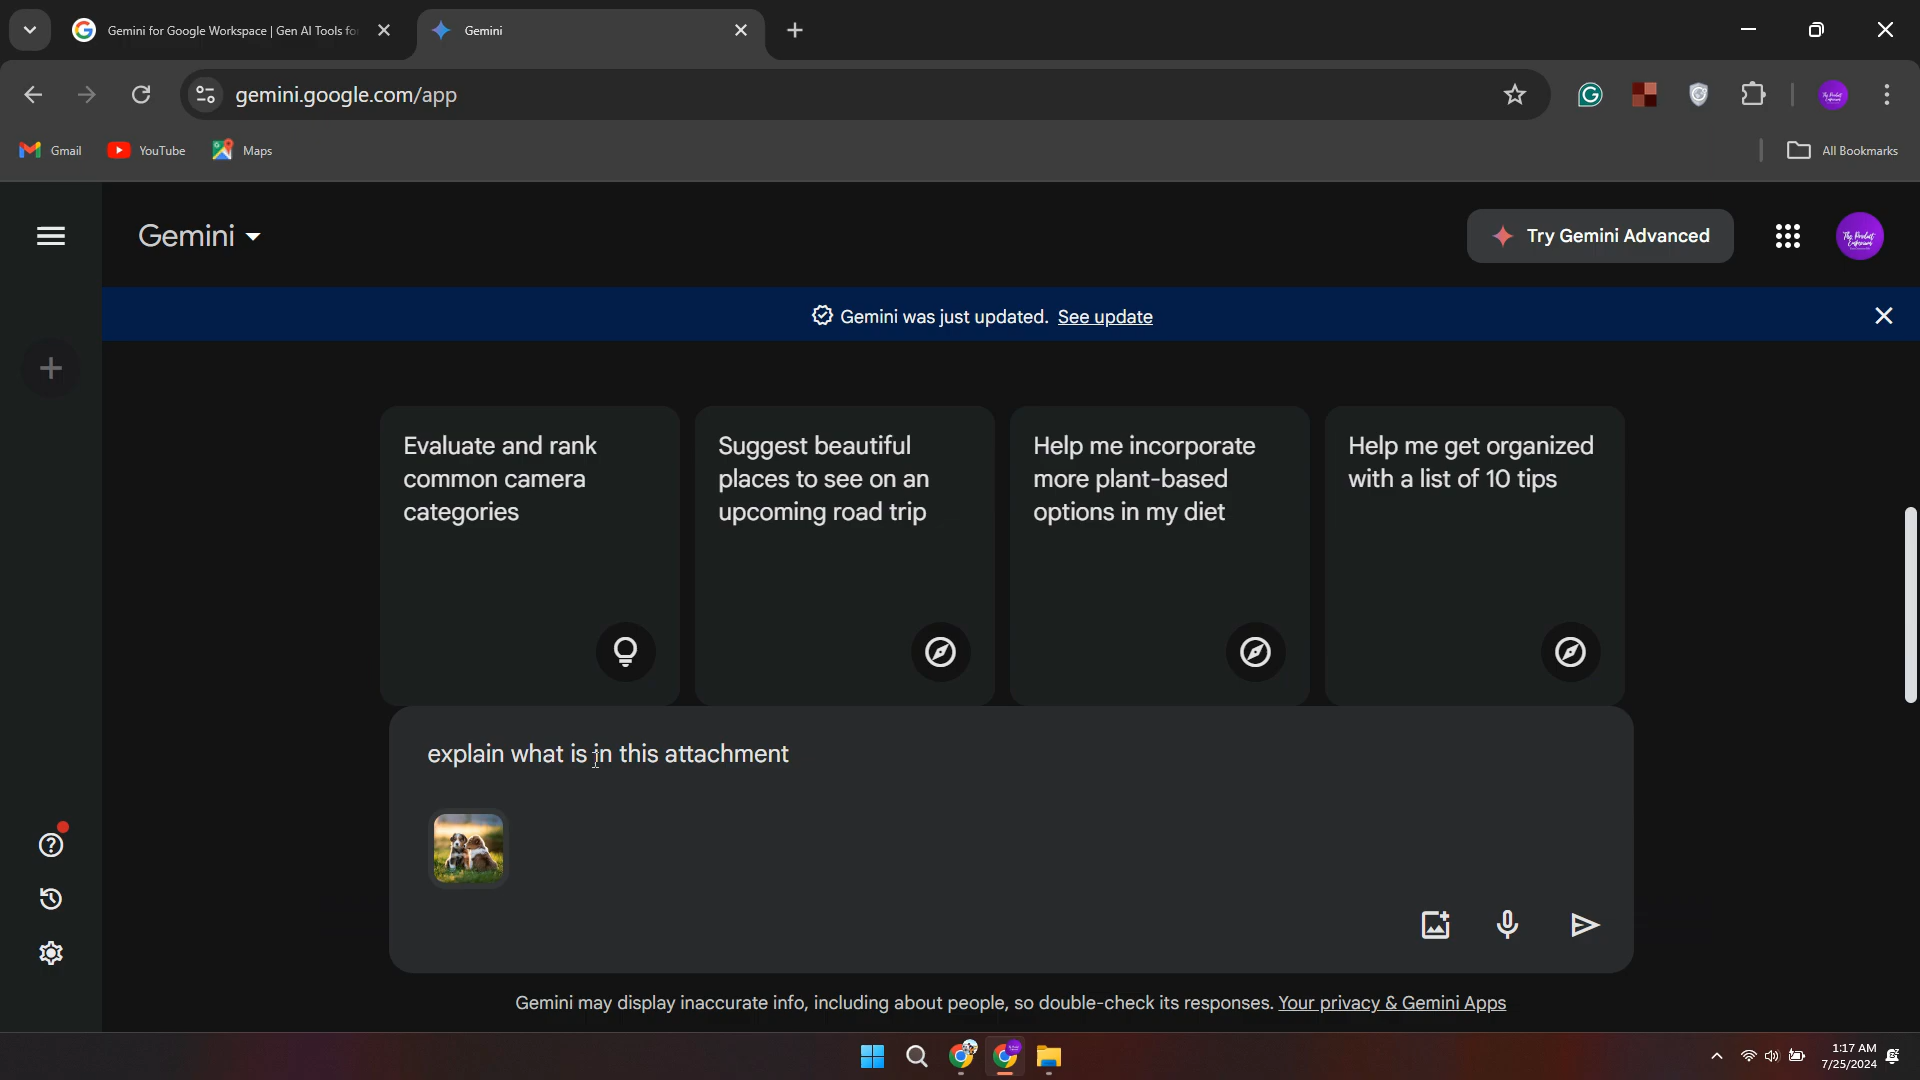 Gemini for Google Workspace | Gen AI Tools for
Gemini
gemini.google.com/app
Gmail
YouTube
Maps
All Bookmarks
Gemini
Try Gemini Advanced
Gemini was just updated. See update
Evaluate and rank
common camera
categories
Suggest beautiful
places to see on an
upcoming road trip
Help me incorporate
more plant-based
options in my diet
Help me get organized
with a list of 10 tips
explain what is in this attachment
Gemini may display inaccurate info, including about people, so double-check its responses. Your privacy & Gemini Apps
1:17 AM
7/25/2024